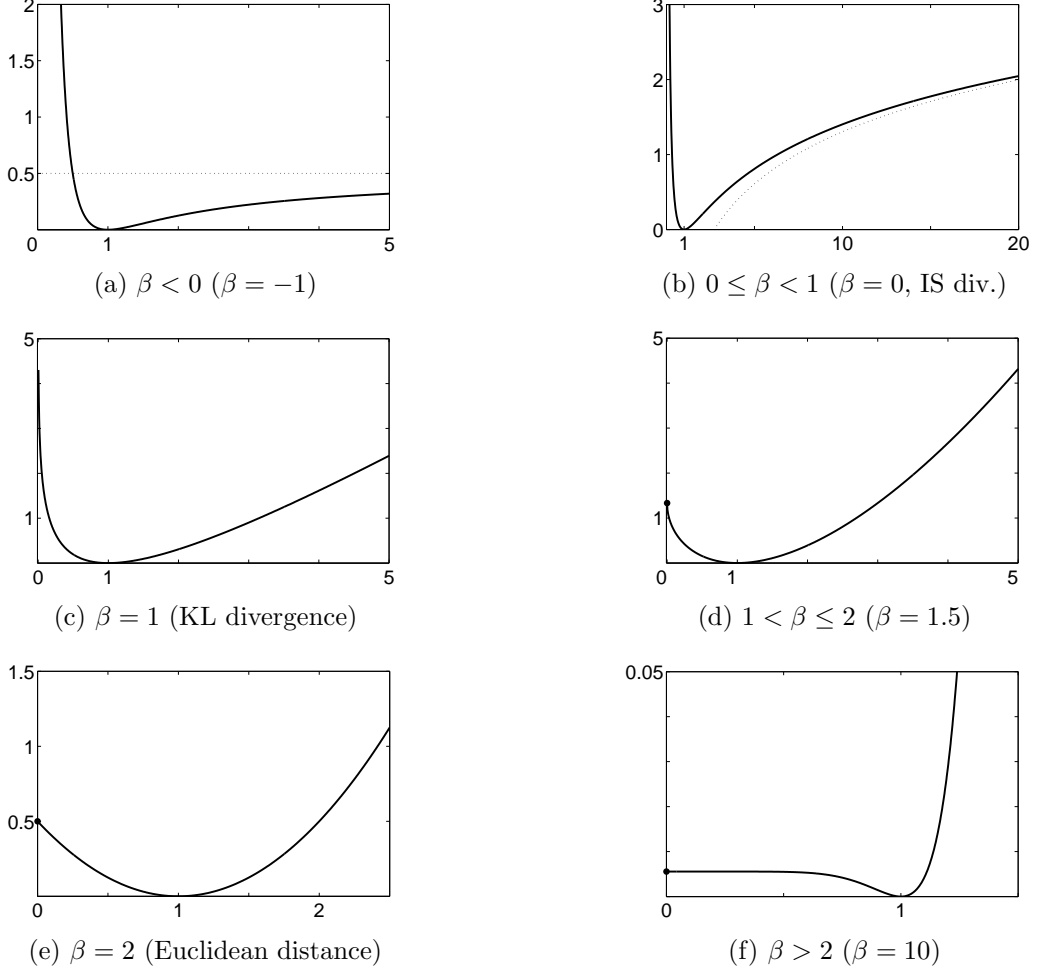 2
1.5
1
0.5
0 1 5
(a) β < 0 (β = −1)
3
2
1
0
1 10 20
(b) 0 ≤ β < 1 (β = 0, IS div.)
5
1
0 1 5
(c) β = 1 (KL divergence)
5
1
0 1 5
(d) 1 < β ≤ 2 (β = 1.5)
1.5
1
0.5
0 1 2
(e) β = 2 (Euclidean distance)
0.05
0 1
(f) β > 2 (β = 10)